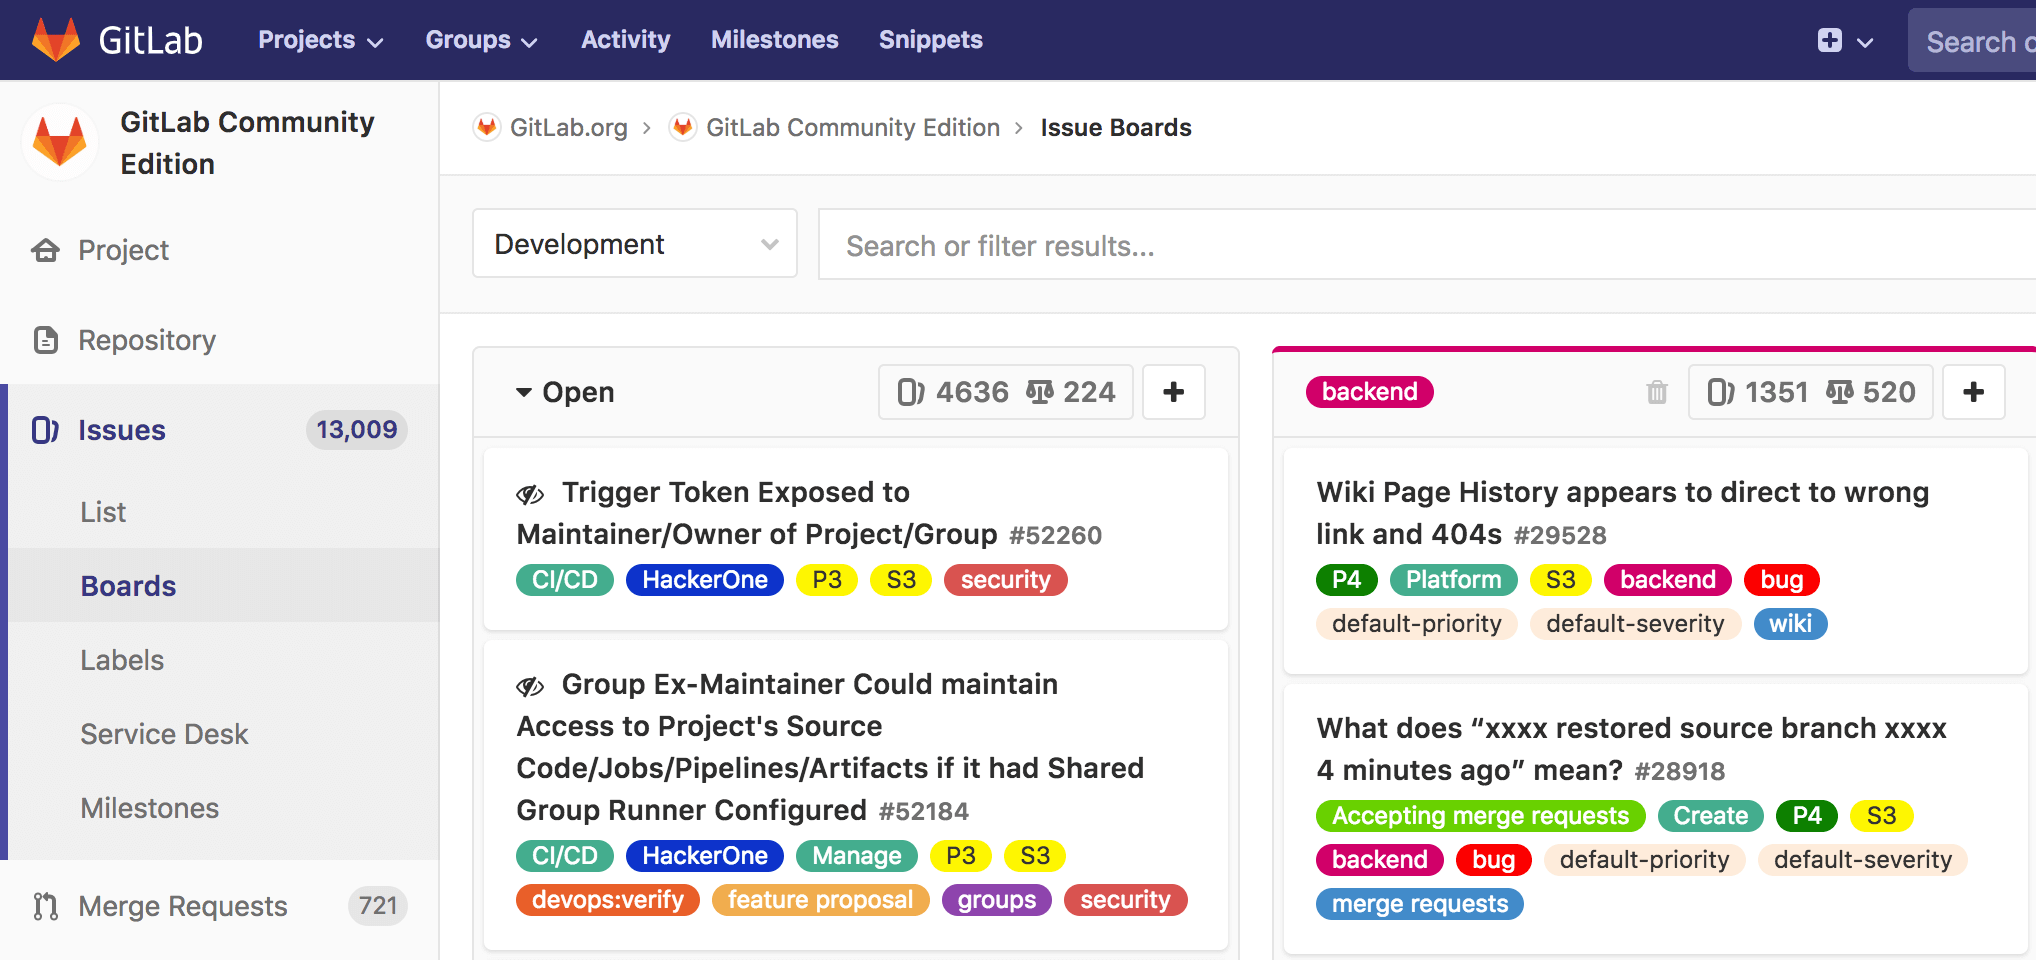 GitLab Projects Groups Activity Milestones Snippets Search
GitLab Community
Edition
Project
Repository
Issues 13,009
List
Boards
Labels
Service Desk
Milestones
Merge Requests 721
GitLab.org › GitLab Community Edition › Issue Boards
Development Search or filter results...
Open 4636 224 +
Trigger Token Exposed to
Maintainer/Owner of Project/Group #52260
CI/CD HackerOne P3 S3 security
Group Ex-Maintainer Could maintain
Access to Project's Source
Code/Jobs/Pipelines/Artifacts if it had Shared
Group Runner Configured #52184
CI/CD HackerOne Manage P3 S3
devops:verify feature proposal groups security
backend 1351 520 +
Wiki Page History appears to direct to wrong
link and 404s #29528
P4 Platform S3 backend bug
default-priority default-severity wiki
What does “xxxx restored source branch xxxx
4 minutes ago” mean? #28918
Accepting merge requests Create P4 S3
backend bug default-priority default-severity
merge requests